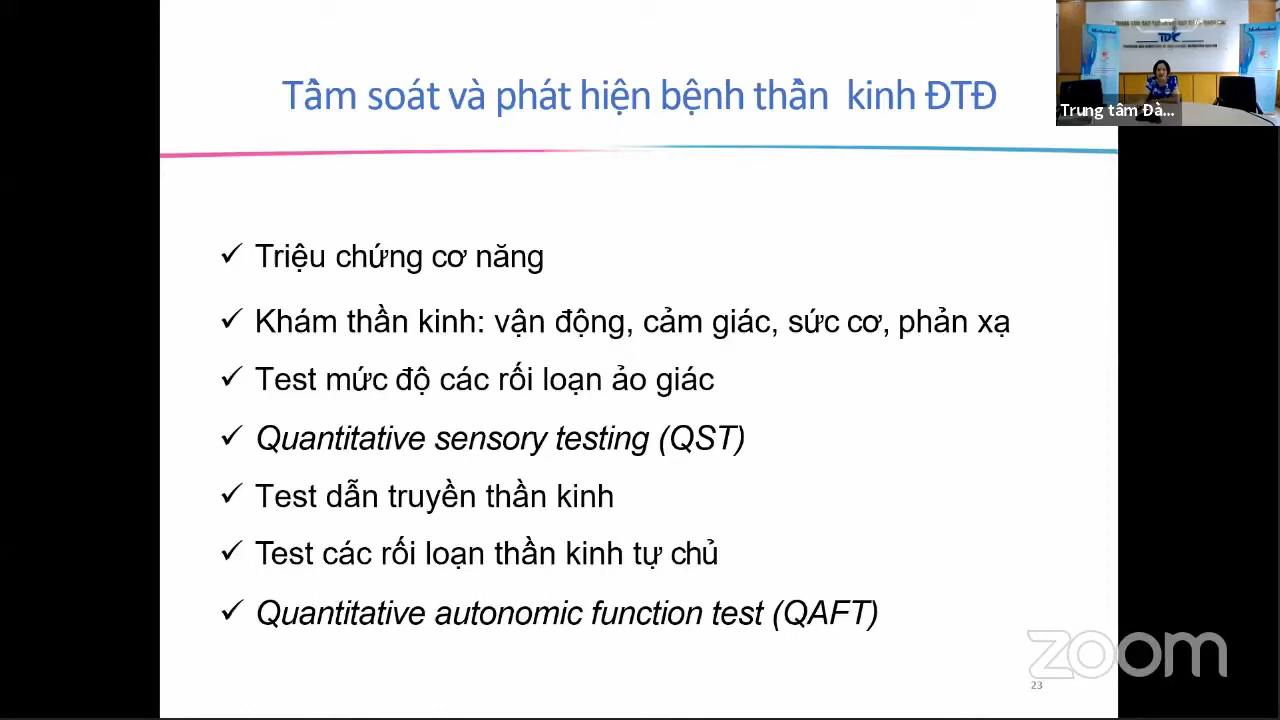 Tầm soát và phát hiện bệnh thần kinh ĐTĐ
TDC
Trung tâm Đà...
✓ Triệu chứng cơ năng
✓ Khám thần kinh: vận động, cảm giác, sức cơ, phản xạ
✓ Test mức độ các rối loạn ảo giác
✓ Quantitative sensory testing (QST)
✓ Test dẫn truyền thần kinh
✓ Test các rối loạn thần kinh tự chủ
✓ Quantitative autonomic function test (QAFT)
zoom
23